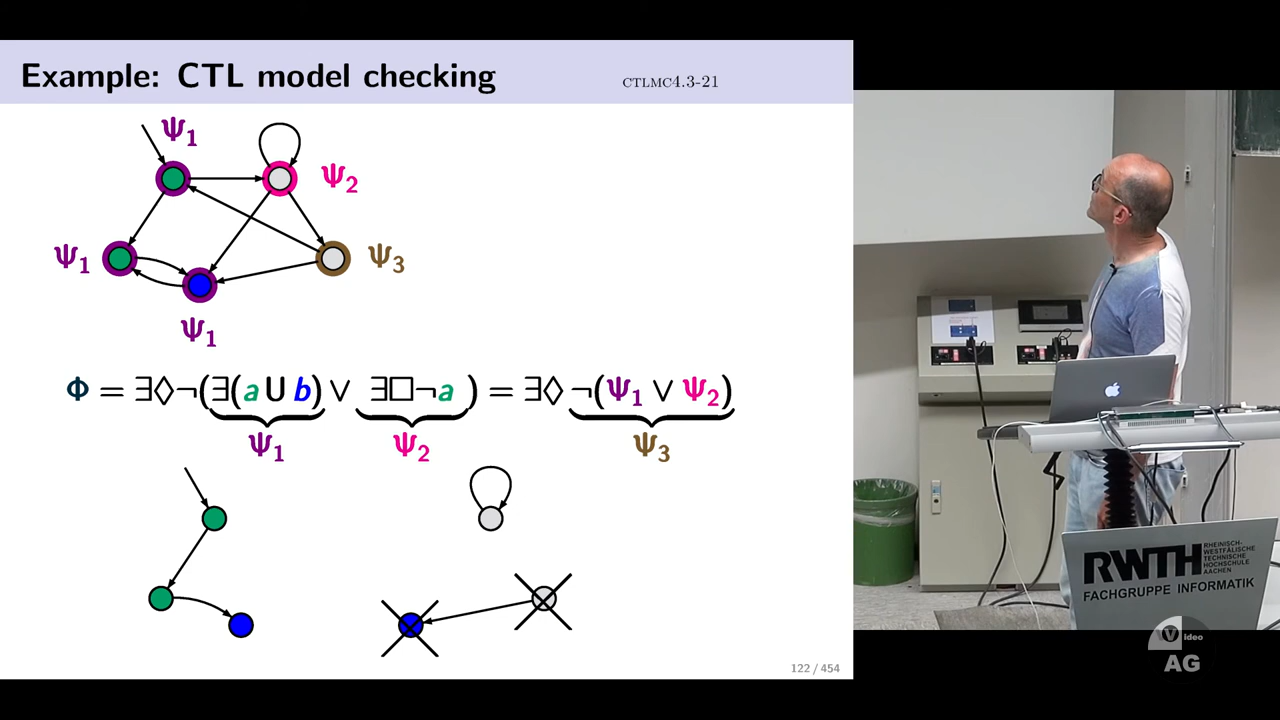 Example: CTL model checking
CTLMC4.3-21
Ψ1
Ψ2
Ψ1
Ψ3
Ψ1
Φ = ∃◊¬(∃(a U b) ∨ ∃□¬a) = ∃◊ ¬(Ψ1 ∨ Ψ2)
Ψ1 Ψ2 Ψ3
122 / 454
RWTH
RHEINISCH-
WESTFÄLISCHE
TECHNISCHE
HOCHSCHULE
AACHEN
FACHGRUPPE INFORMATIK
Video
AG